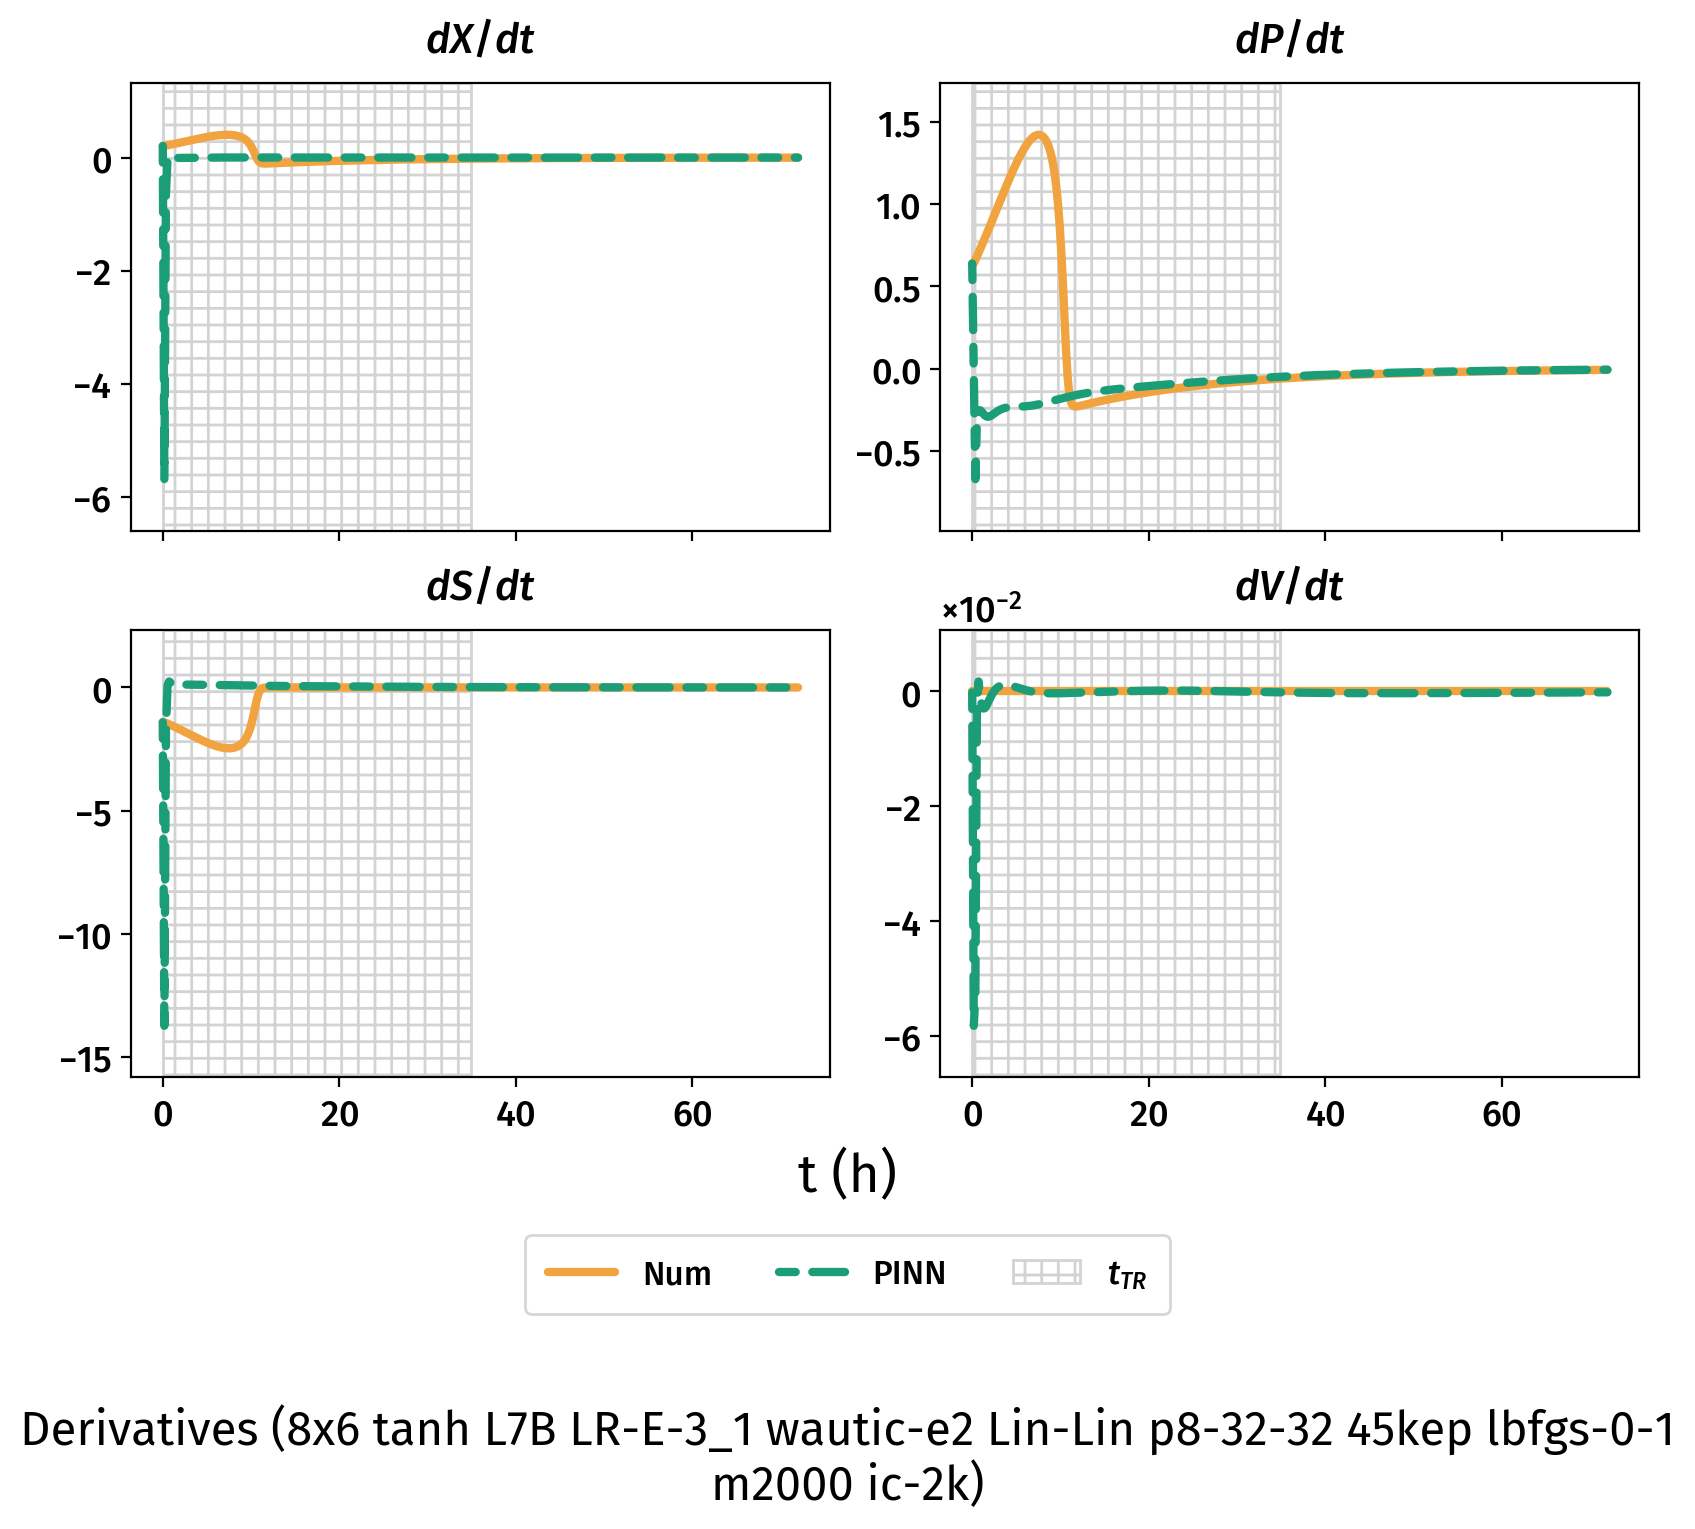 dX/dt
dP/dt
0
−2
−4
−6
1.5
1.0
0.5
0.0
−0.5
dS/dt
dV/dt
×10⁻²
0
−5
−10
−15
0
−2
−4
−6
0 20 40 60
0 20 40 60
t (h)
Num PINN t_TR
Derivatives (8x6 tanh L7B LR-E-3_1 wautic-e2 Lin-Lin p8-32-32 45kep lbfgs-0-1
m2000 ic-2k)